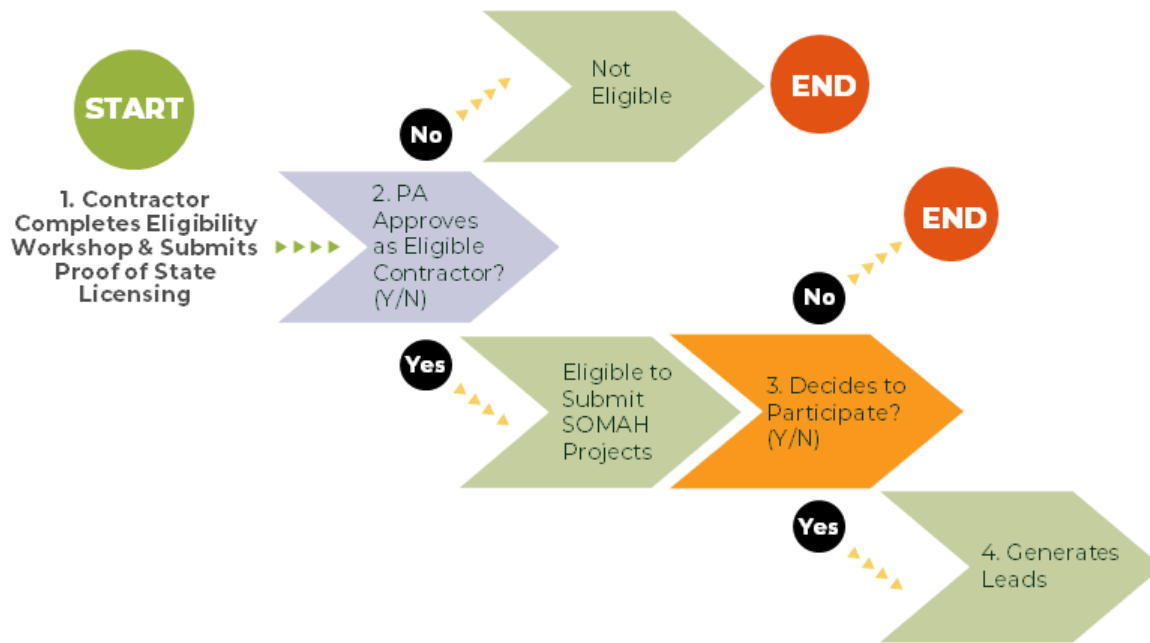 START
1. Contractor
Completes Eligibility
Workshop & Submits
Proof of State
Licensing
2. PA
Approves
as Eligible
Contractor?
(Y/N)
No
Not
Eligible
END
Yes
Eligible to
Submit
SOMAH
Projects
3. Decides to
Participate?
(Y/N)
No
END
Yes
4. Generates
Leads